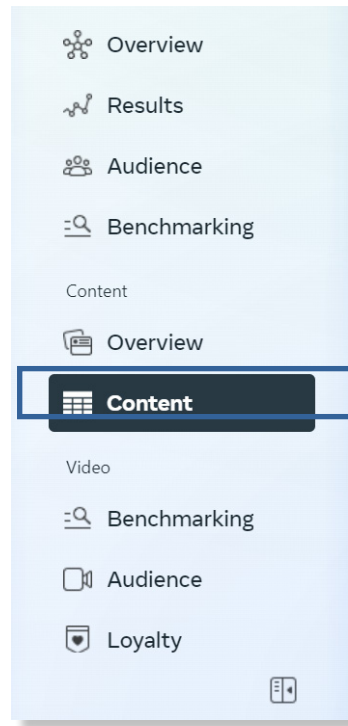 Overview
Results
Audience
Benchmarking
Content
Overview
Content
Video
Benchmarking
Audience
Loyalty